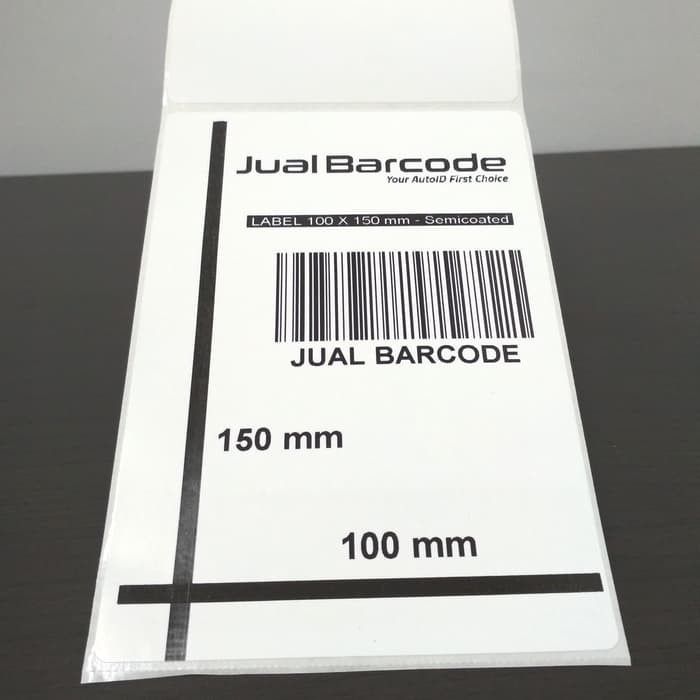 Jual Barcode
Your AutoID First Choice
LABEL 100 X 150 mm - Semicoated
JUAL BARCODE
150 mm
100 mm